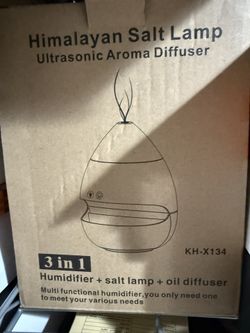 Himalayan Salt Lamp
Ultrasonic Aroma Diffuser
KH-X134
3 in 1
Humidifier + salt lamp + oil diffuser
Multi functional humidifier,you only need one
to meet your various needs